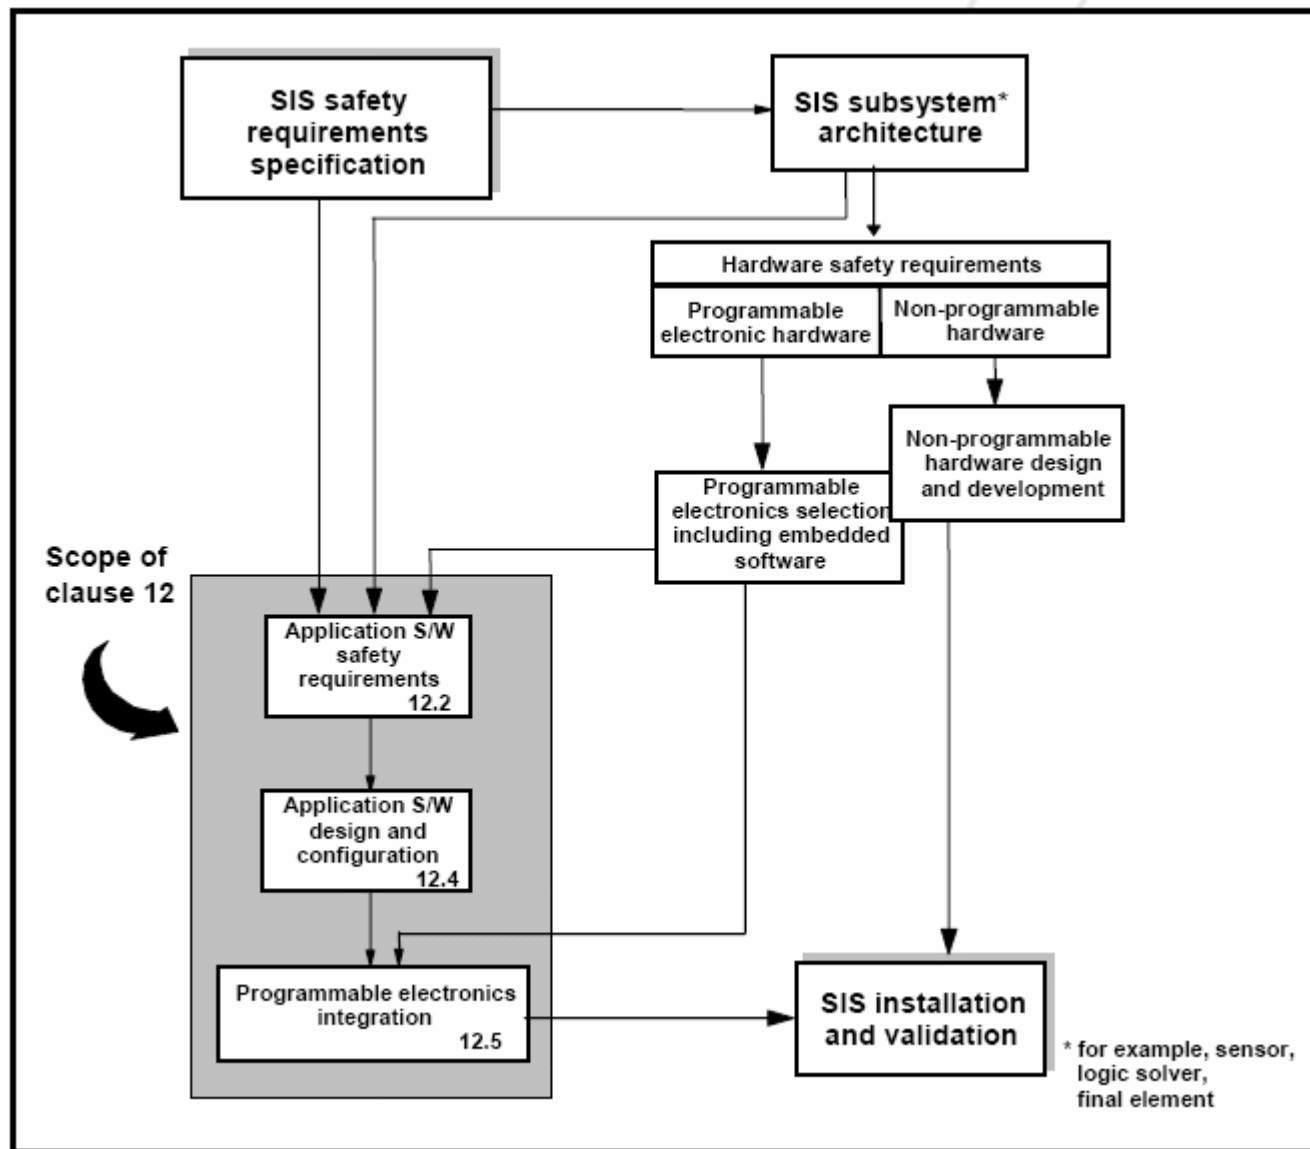 SIS safety
requirements
specification
SIS subsystem*
architecture
Hardware safety requirements
Programmable
electronic hardware
Non-programmable
hardware
Non-programmable
hardware design
and development
Programmable
electronics selection
including embedded
software
Scope of
clause 12
Application S/W
safety
requirements
12.2
Application S/W
design and
configuration
12.4
Programmable electronics
integration
12.5
SIS installation
and validation
* for example, sensor,
logic solver,
final element